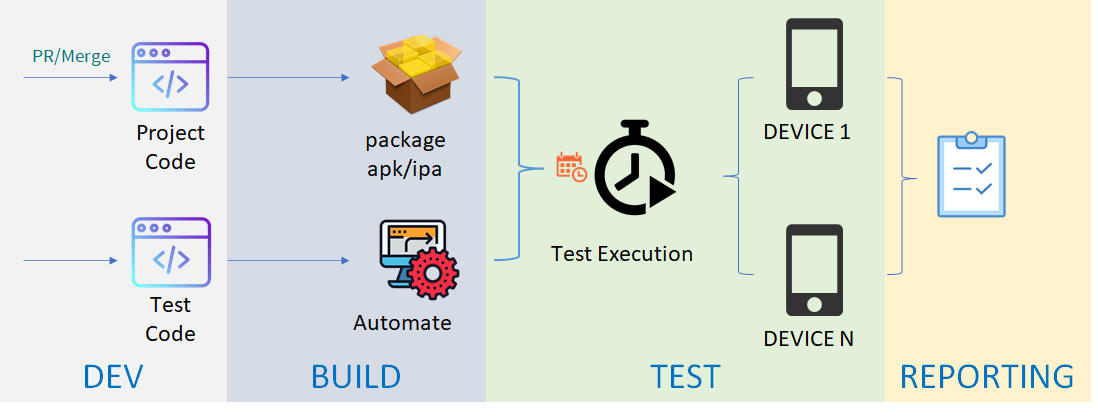 PR/Merge
Project
Code
package
apk/ipa
DEVICE 1
Test Execution
Test
Code
Automate
DEVICE N
DEV
BUILD
TEST
REPORTING